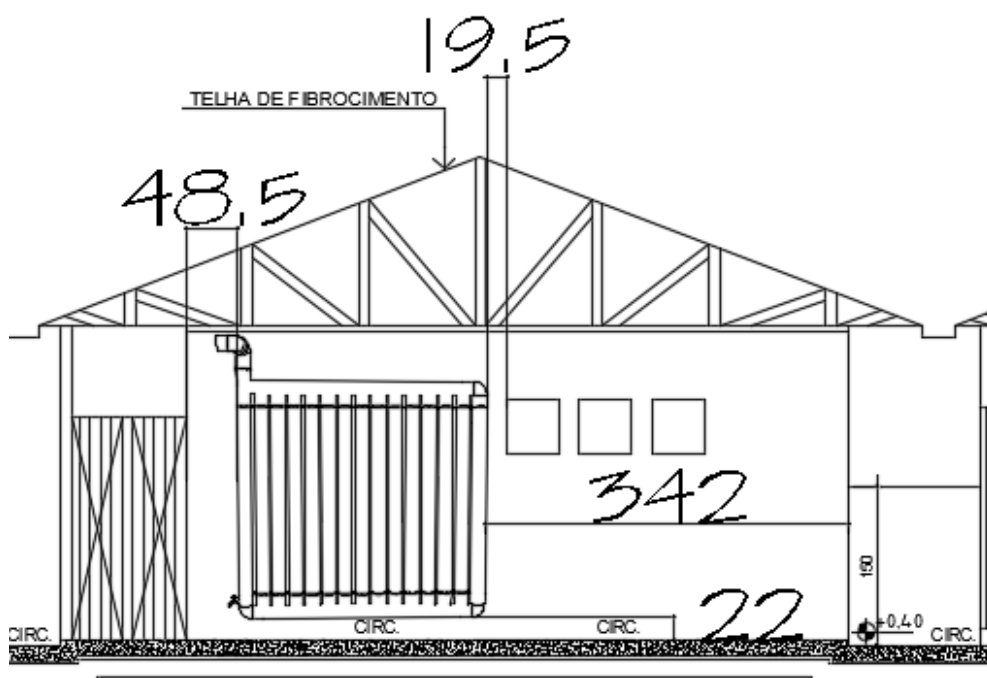 19,5
TELHA DE FIBROCIMENTO
48,5
342
150
22
+0,40
CIRC.
CIRC.
CIRC.
CIRC.